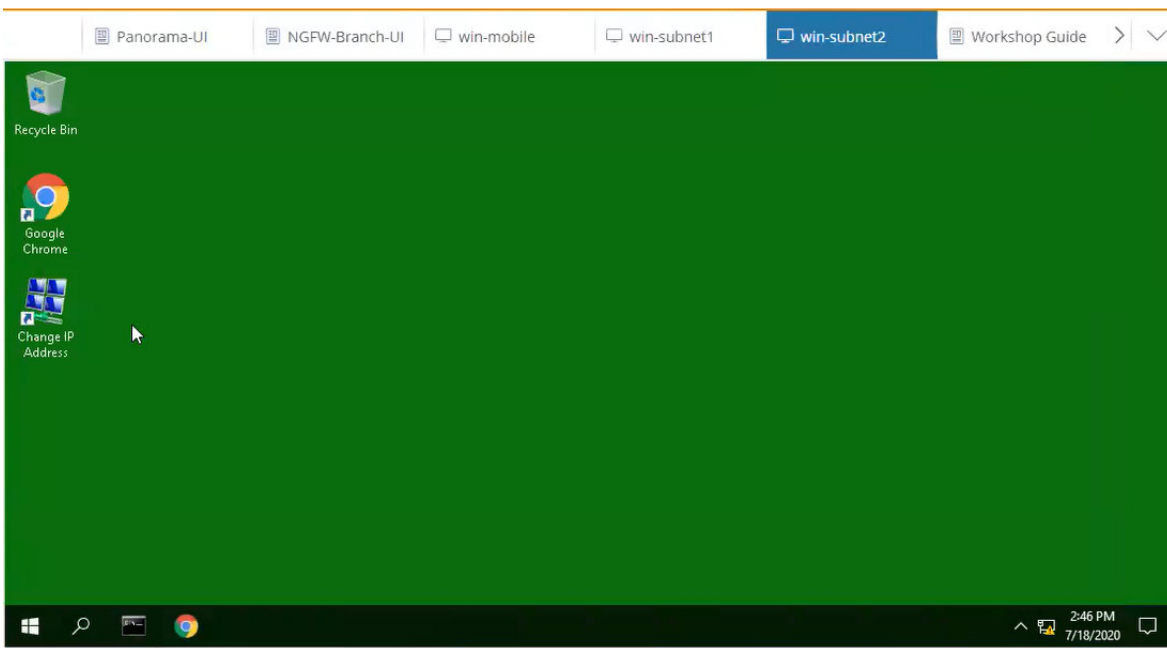 Panorama-UI
NGFW-Branch-UI
win-mobile
win-subnet1
win-subnet2
Workshop Guide
Recycle Bin
Google
Chrome
Change IP
Address
2:46 PM
7/18/2020